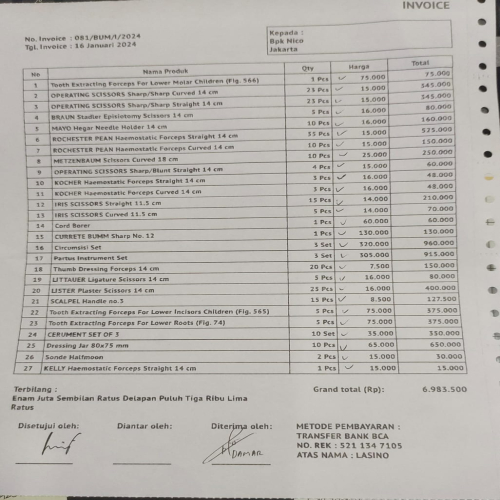 INVOICE
No. Invoice : 081/BUM/I/2024
Tgl. Invoice : 16 Januari 2024
Kepada :
Bpk Nico
Jakarta
No Nama Produk Qty Harga Total
1 Tooth Extracting Forceps For Lower Molar Children (Fig. 566) 1 Pcs 75.000 75.000
2 OPERATING SCISSORS Sharp/Sharp Curved 14 cm 23 Pcs 15.000 345.000
3 OPERATING SCISSORS Sharp/Sharp Straight 14 cm 23 Pcs 15.000 345.000
4 BRAUN Stadler Episiotomy Scissors 14 cm 5 Pcs 16.000 80.000
5 MAYO Hegar Needle Holder 14 cm 10 Pcs 16.000 160.000
6 ROCHESTER PEAN Haemostatic Forceps Straight 14 cm 35 Pcs 15.000 525.000
7 ROCHESTER PEAN Haemostatic Forceps Curved 14 cm 10 Pcs 15.000 150.000
8 METZENBAUM Scissors Curved 18 cm 10 Pcs 25.000 250.000
9 OPERATING SCISSORS Sharp/Blunt Straight 14 cm 4 Pcs 15.000 60.000
10 KOCHER Haemostatic Forceps Straight 14 cm 3 Pcs 16.000 48.000
11 KOCHER Haemostatic Forceps Curved 14 cm 3 Pcs 16.000 48.000
12 IRIS SCISSORS Straight 11.5 cm 15 Pcs 14.000 210.000
13 IRIS SCISSORS Curved 11.5 cm 5 Pcs 14.000 70.000
14 Cord Borer 1 Pcs 60.000 60.000
15 CURRETE BUMM Sharp No. 12 1 Pcs 130.000 130.000
16 Circumsisi Set 3 Set 320.000 960.000
17 Partus Instrument Set 3 Set 305.000 915.000
18 Thumb Dressing Forceps 14 cm 20 Pcs 7.500 150.000
19 LITTAUER Ligature Scissors 14 cm 5 Pcs 16.000 80.000
20 LISTER Plaster Scissors 14 cm 25 Pcs 16.000 400.000
21 SCALPEL Handle no.3 15 Pcs 8.500 127.500
22 Tooth Extracting Forceps For Lower Incisors Children (Fig. 565) 5 Pcs 75.000 375.000
23 Tooth Extracting Forceps For Lower Roots (Fig. 74) 5 Pcs 75.000 375.000
24 CERUMENT SET OF 3 10 Set 35.000 350.000
25 Dressing Jar 80x75 mm 10 Pcs 65.000 650.000
26 Sonde Halfmoon 2 Pcs 15.000 30.000
27 KELLY Haemostatic Forceps Straight 14 cm 1 Pcs 15.000 15.000
Terbilang :
Enam Juta Sembilan Ratus Delapan Puluh Tiga Ribu Lima
Ratus
Grand total (Rp): 6.983.500
Disetujui oleh: Diantar oleh: Diterima oleh:
DAMAR
METODE PEMBAYARAN :
TRANSFER BANK BCA
NO. REK : 521 134 7105
ATAS NAMA : LASINO